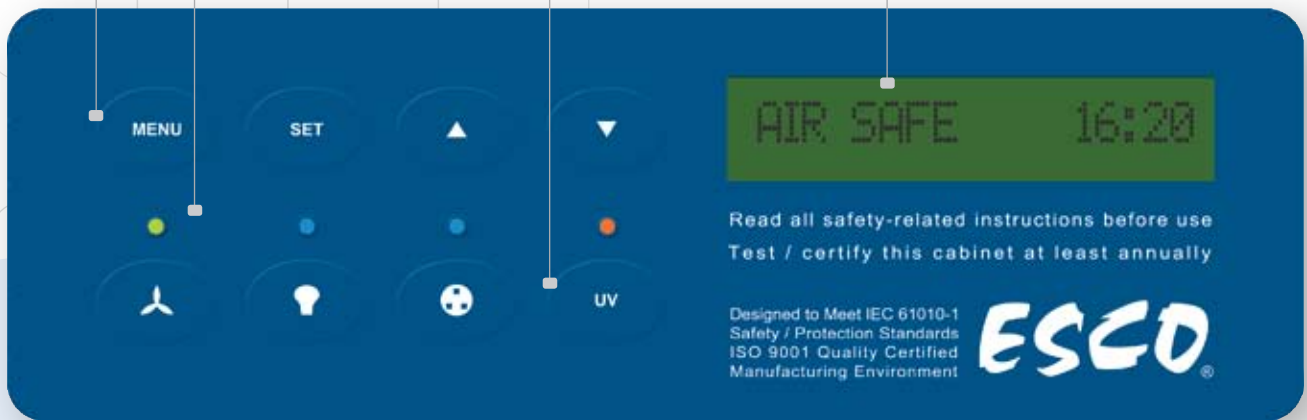 MENU SET ▲ ▼
UV
AIR SAFE 16:20
Read all safety-related instructions before use
Test / certify this cabinet at least annually
Designed to Meet IEC 61010-1
Safety / Protection Standards
ISO 9001 Quality Certified
Manufacturing Environment
ESCO®